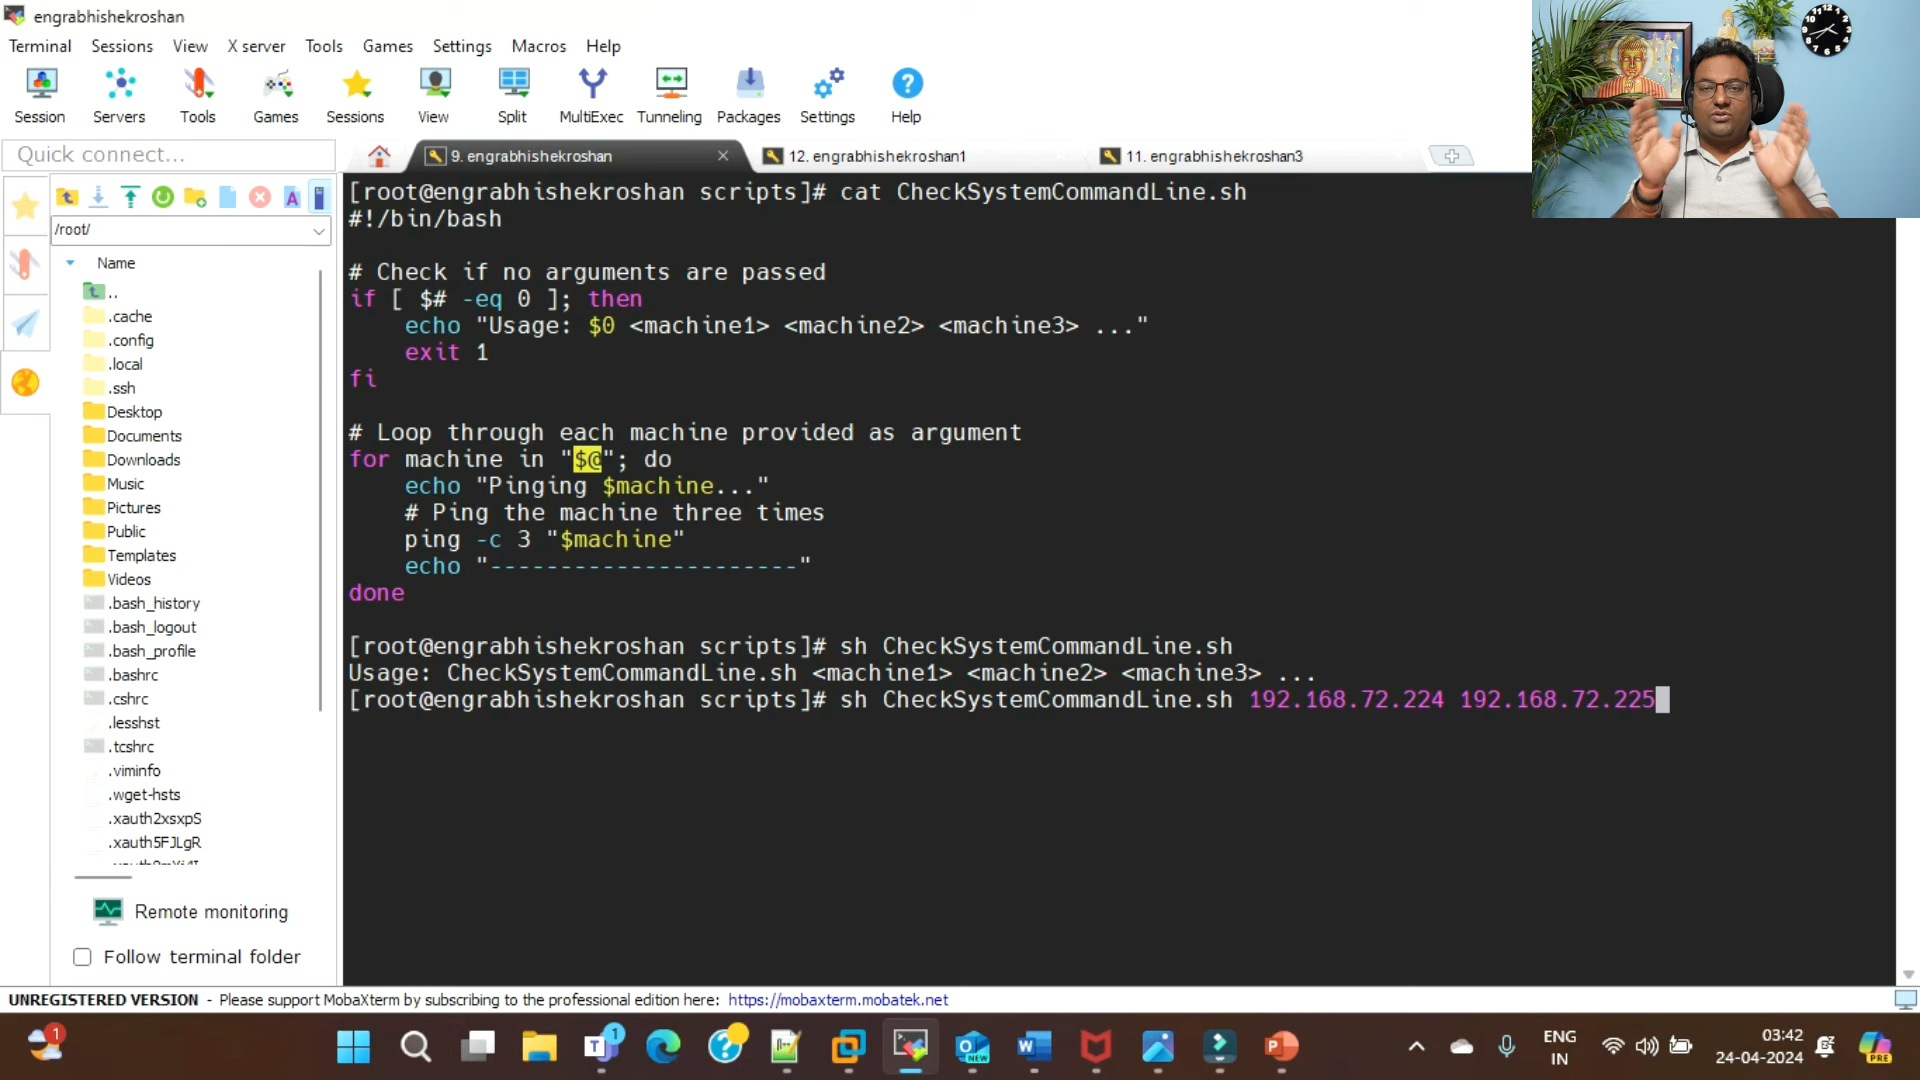 engrabhishekroshan
Terminal Sessions View X server Tools Games Settings Macros Help
Session Servers Tools Games Sessions View Split MultiExec Tunneling Packages Settings Help
Quick connect...
9. engrabhishekroshan
12. engrabhishekroshan1
11. engrabhishekroshan3
/root/
Name
..
.cache
.config
.local
.ssh
Desktop
Documents
Downloads
Music
Pictures
Public
Templates
Videos
.bash_history
.bash_logout
.bash_profile
.bashrc
.cshrc
.lesshst
.tcshrc
.viminfo
.wget-hsts
.xauth2xsxpS
.xauth5FJLgR
Remote monitoring
Follow terminal folder
[root@engrabhishekroshan scripts]# cat CheckSystemCommandLine.sh
#!/bin/bash
# Check if no arguments are passed
if [ $# -eq 0 ]; then
echo "Usage: $0 <machine1> <machine2> <machine3> ..."
exit 1
fi
# Loop through each machine provided as argument
for machine in "$@"; do
echo "Pinging $machine..."
# Ping the machine three times
ping -c 3 "$machine"
echo "----------------------"
done
[root@engrabhishekroshan scripts]# sh CheckSystemCommandLine.sh
Usage: CheckSystemCommandLine.sh <machine1> <machine2> <machine3> ...
[root@engrabhishekroshan scripts]# sh CheckSystemCommandLine.sh 192.168.72.224 192.168.72.225
UNREGISTERED VERSION - Please support MobaXterm by subscribing to the professional edition here: https://mobaxterm.mobatek.net
ENG
IN
03:42
24-04-2024